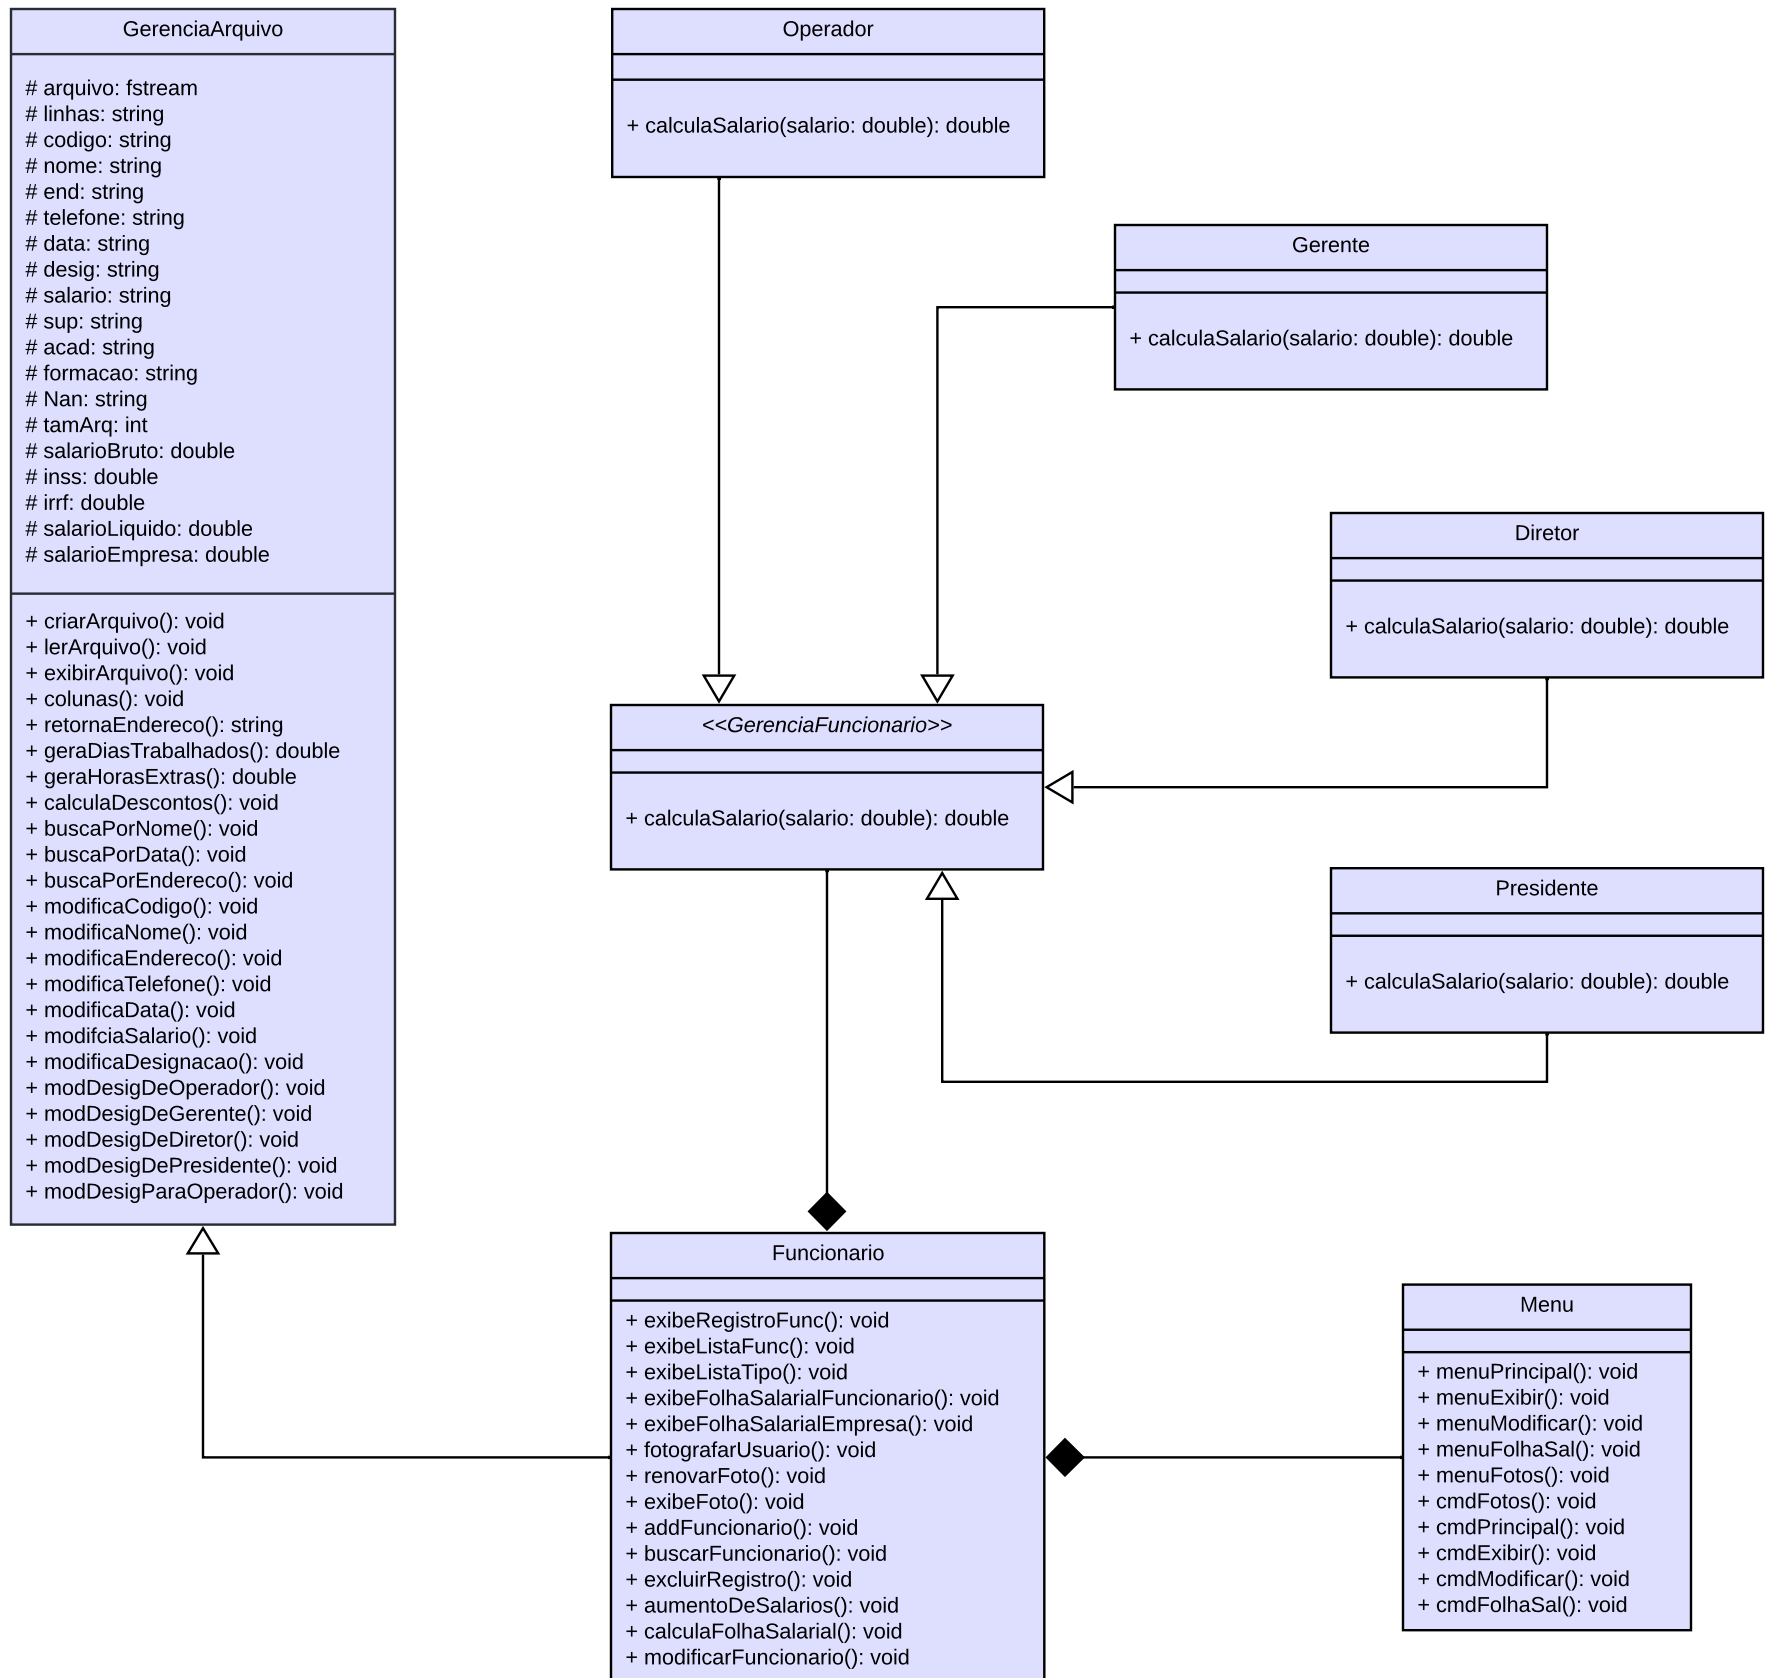 GerenciaArquivo
# arquivo: fstream
# linhas: string
# codigo: string
# nome: string
# end: string
# telefone: string
# data: string
# desig: string
# salario: string
# sup: string
# acad: string
# formacao: string
# Nan: string
# tamArq: int
# salarioBruto: double
# inss: double
# irrf: double
# salarioLiquido: double
# salarioEmpresa: double
+ criarArquivo(): void
+ lerArquivo(): void
+ exibirArquivo(): void
+ colunas(): void
+ retornaEndereco(): string
+ geraDiasTrabalhados(): double
+ geraHorasExtras(): double
+ calculaDescontos(): void
+ buscaPorNome(): void
+ buscaPorData(): void
+ buscaPorEndereco(): void
+ modificaCodigo(): void
+ modificaNome(): void
+ modificaEndereco(): void
+ modificaTelefone(): void
+ modificaData(): void
+ modifciaSalario(): void
+ modificaDesignacao(): void
+ modDesigDeOperador(): void
+ modDesigDeGerente(): void
+ modDesigDeDiretor(): void
+ modDesigDePresidente(): void
+ modDesigParaOperador(): void
Operador
+ calculaSalario(salario: double): double
Gerente
+ calculaSalario(salario: double): double
Diretor
+ calculaSalario(salario: double): double
<<GerenciaFuncionario>>
+ calculaSalario(salario: double): double
Presidente
+ calculaSalario(salario: double): double
Funcionario
+ exibeRegistroFunc(): void
+ exibeListaFunc(): void
+ exibeListaTipo(): void
+ exibeFolhaSalarialFuncionario(): void
+ exibeFolhaSalarialEmpresa(): void
+ fotografarUsuario(): void
+ renovarFoto(): void
+ exibeFoto(): void
+ addFuncionario(): void
+ buscarFuncionario(): void
+ excluirRegistro(): void
+ aumentoDeSalarios(): void
+ calculaFolhaSalarial(): void
+ modificarFuncionario(): void
Menu
+ menuPrincipal(): void
+ menuExibir(): void
+ menuModificar(): void
+ menuFolhaSal(): void
+ menuFotos(): void
+ cmdFotos(): void
+ cmdPrincipal(): void
+ cmdExibir(): void
+ cmdModificar(): void
+ cmdFolhaSal(): void